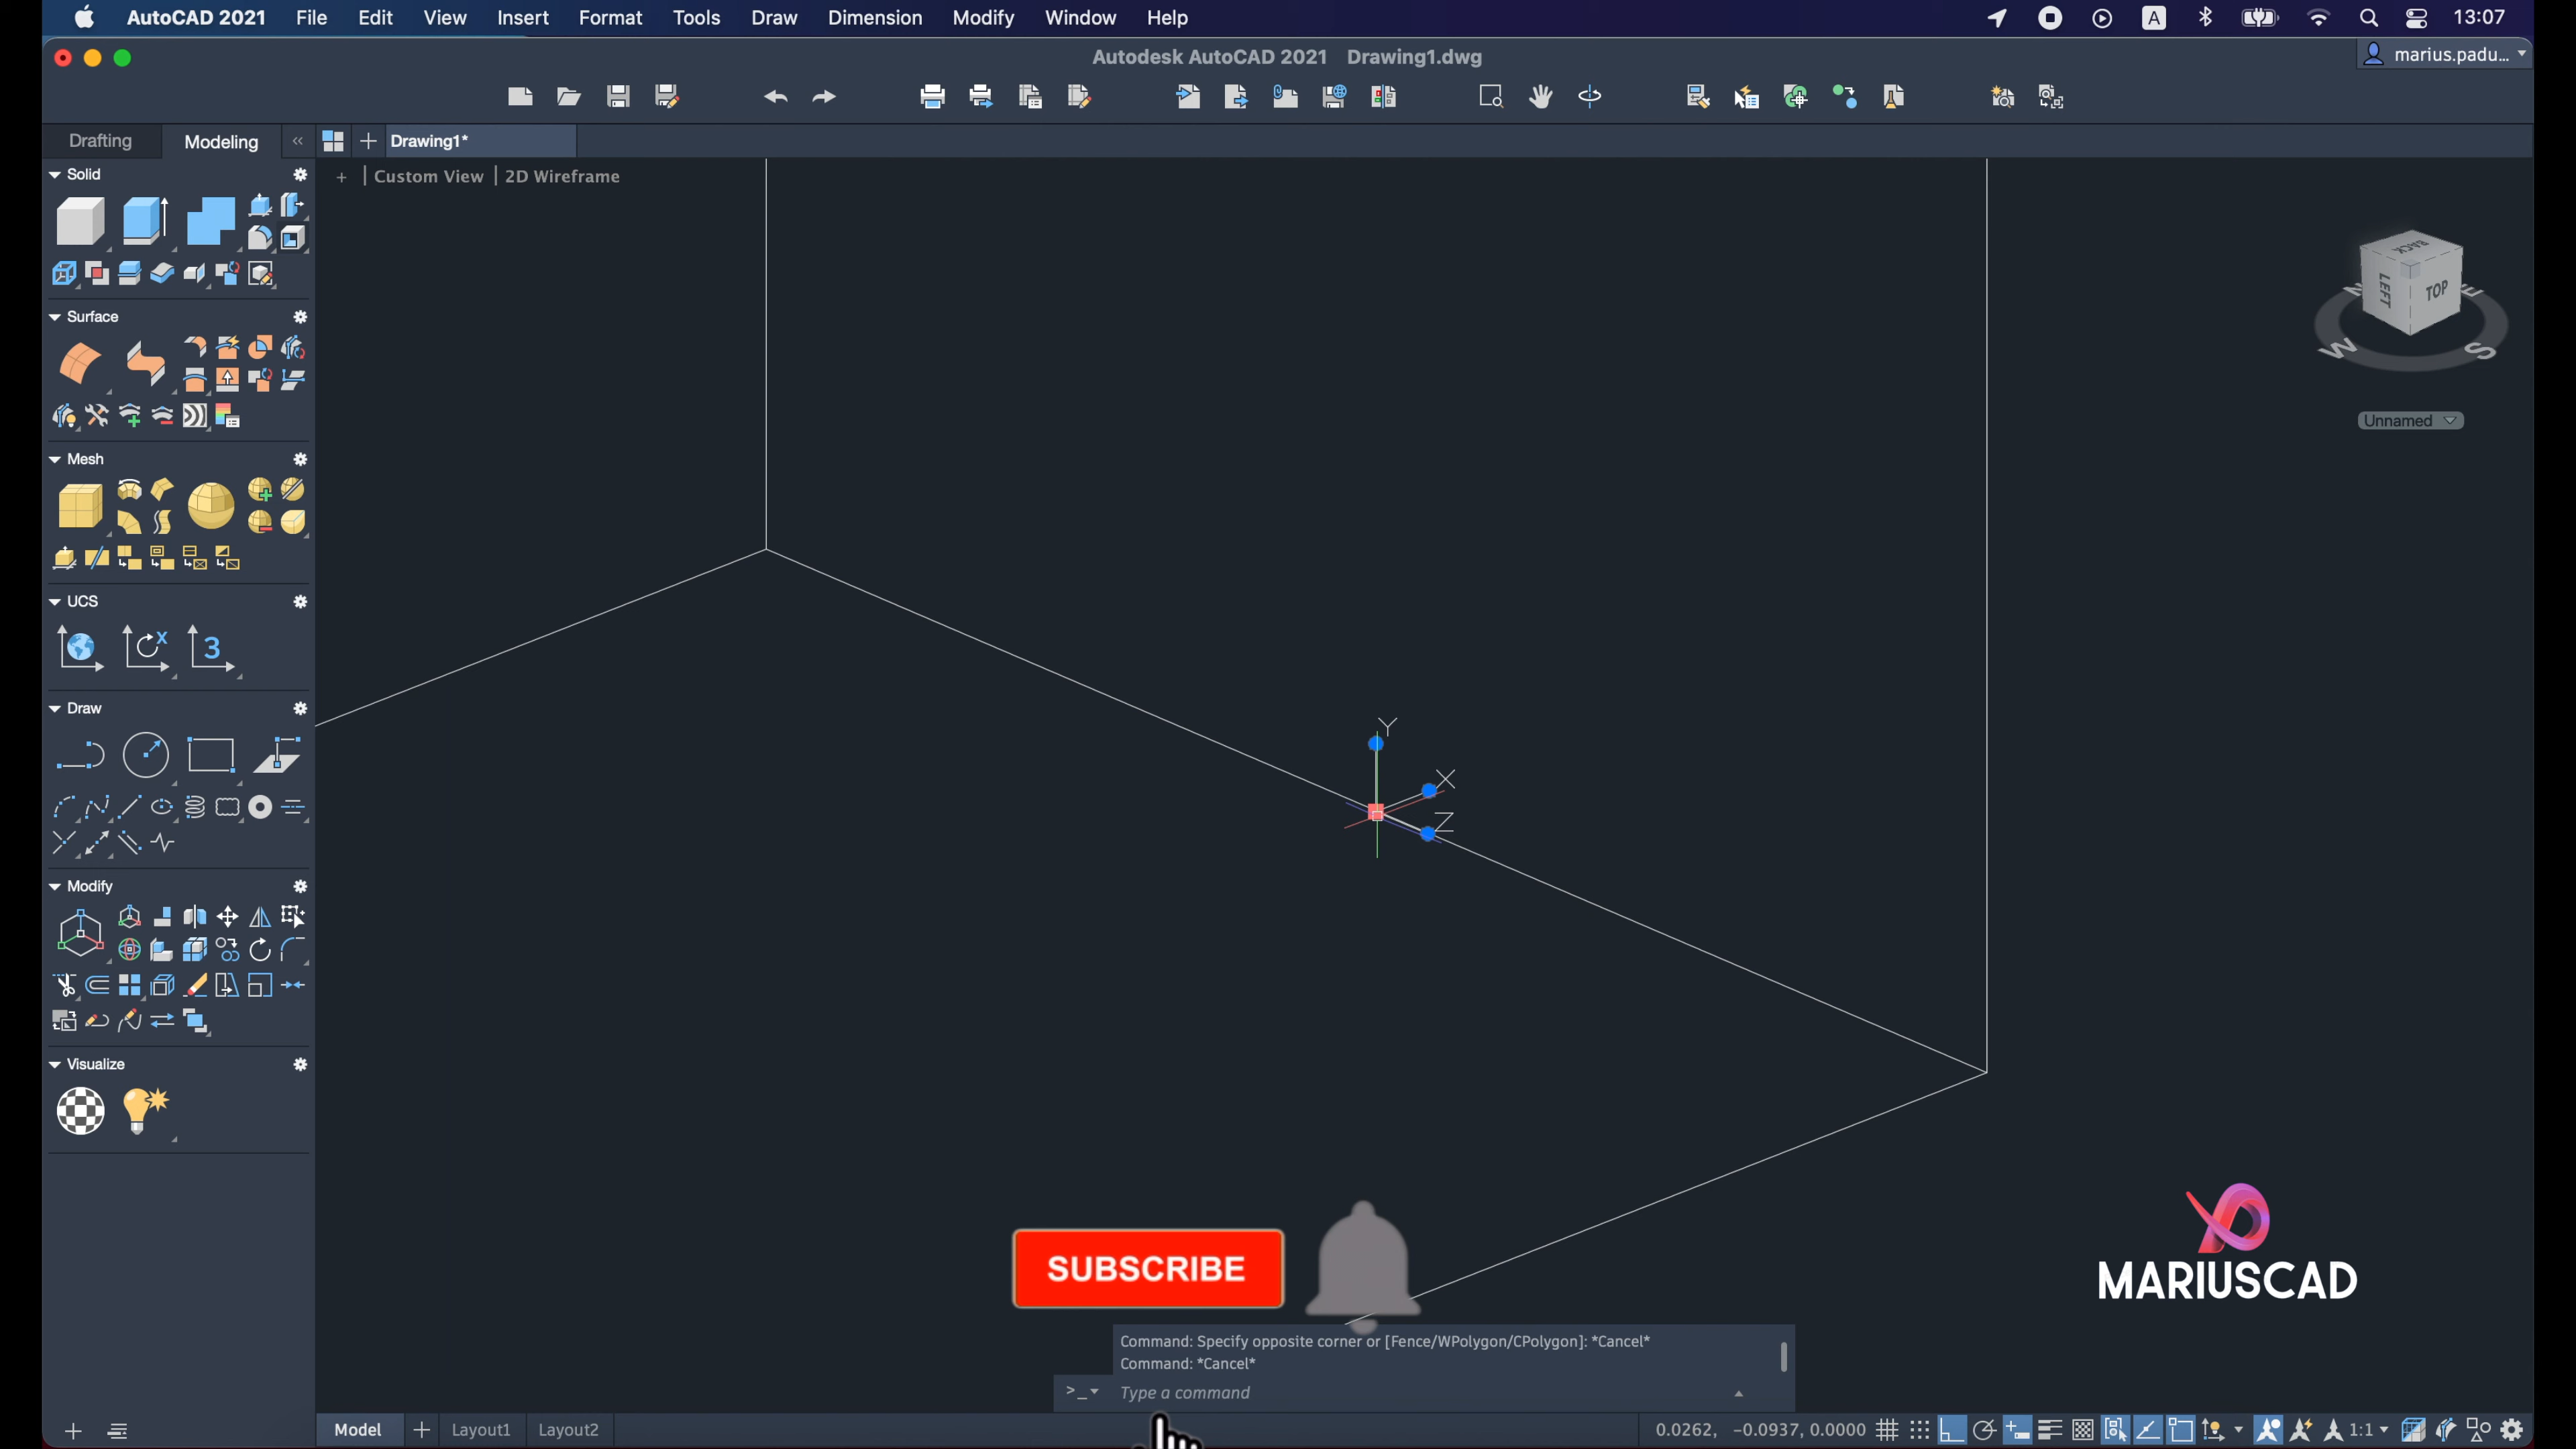 AutoCAD 2021 File Edit View Insert Format Tools Draw Dimension Modify Window Help A 13:07
Autodesk AutoCAD 2021 Drawing1.dwg marius.padu...
Drafting Modeling « + Drawing1*
Solid
+ | Custom View | 2D Wireframe
BACK
LEFT TOP
W S
Unnamed
Surface
Mesh
UCS
X 3
Draw
Y
X
Z
Modify
Visualize
SUBSCRIBE
MARIUSCAD
Command: Specify opposite corner or [Fence/WPolygon/CPolygon]: *Cancel*
Command: *Cancel*
>_ Type a command
Model + Layout1 Layout2 0.0262, -0.0937, 0.0000 1:1